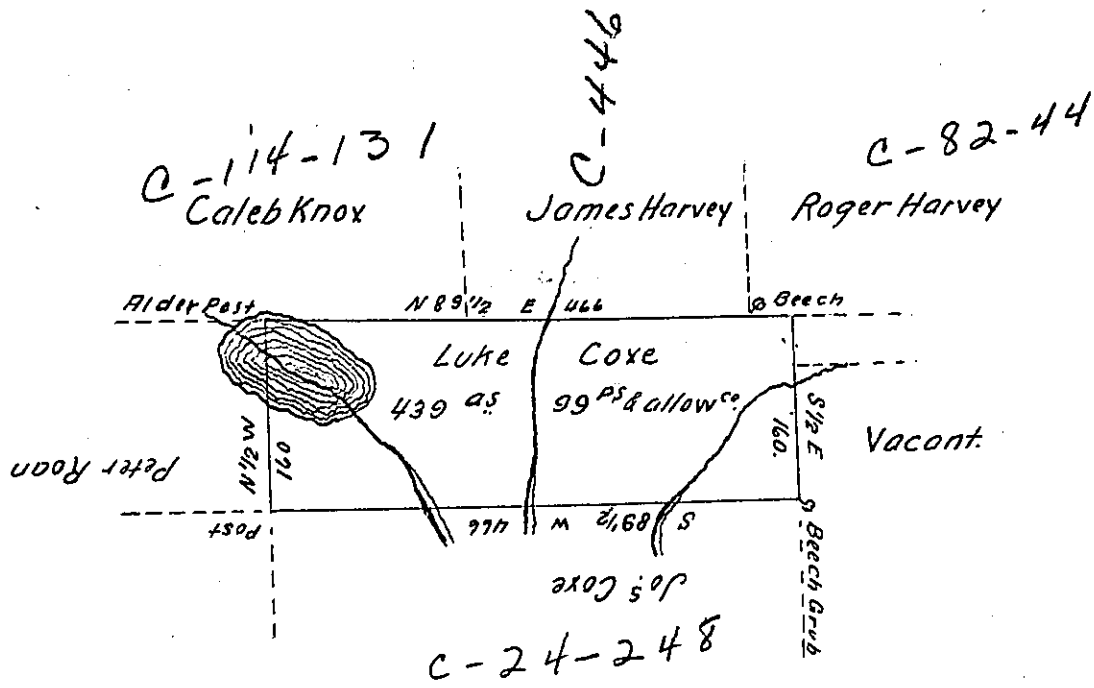 C-446
C-114-131
C-82-44
Caleb Knox
James Harvey
Roger Harvey
Alder Post
N 89 1/2 E 466
Beech
Luke Coxe
439 as 99 ps & allowce.
N 1/2 W
160
S 1/2 E
160.
Vacant.
Peter Roan
Post
S 89 1/2 W 466
Beech Grub
Jos. Coxe
C-24-248